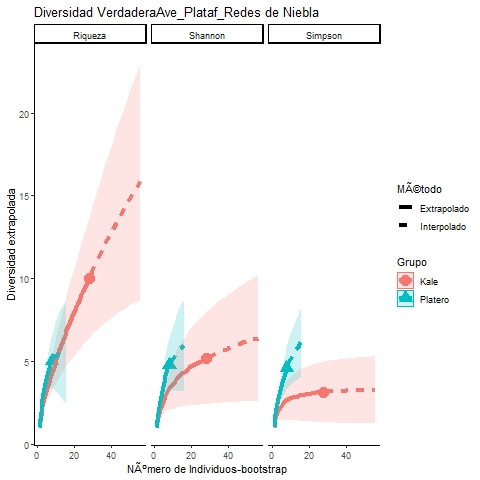 Diversidad VerdaderaAve_Plataf_Redes de Niebla
Riqueza
Shannon
Simpson
Diversidad extrapolada
20
15
10
5
0
0
20
40
0
20
40
0
20
40
NÃºmero de Individuos-bootstrap
MÃ©todo
Extrapolado
Interpolado
Grupo
Kale
Platero